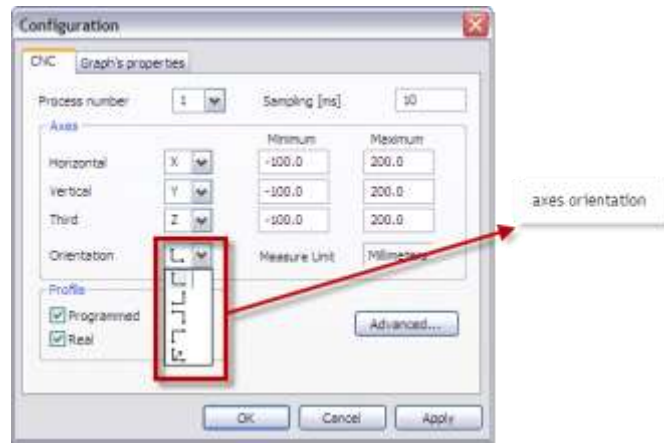 Configuration
CNC Graph's properties
Process number 1 Sampling [ms] 10
Axes
Minimum Maximum
Horizontal X -100.0 200.0
Vertical Y -100.0 200.0
Third Z -100.0 200.0
axes orientation
Orientation Measure Unit Millimeters
Profile
Programmed
Advanced...
Real
OK Cancel Apply